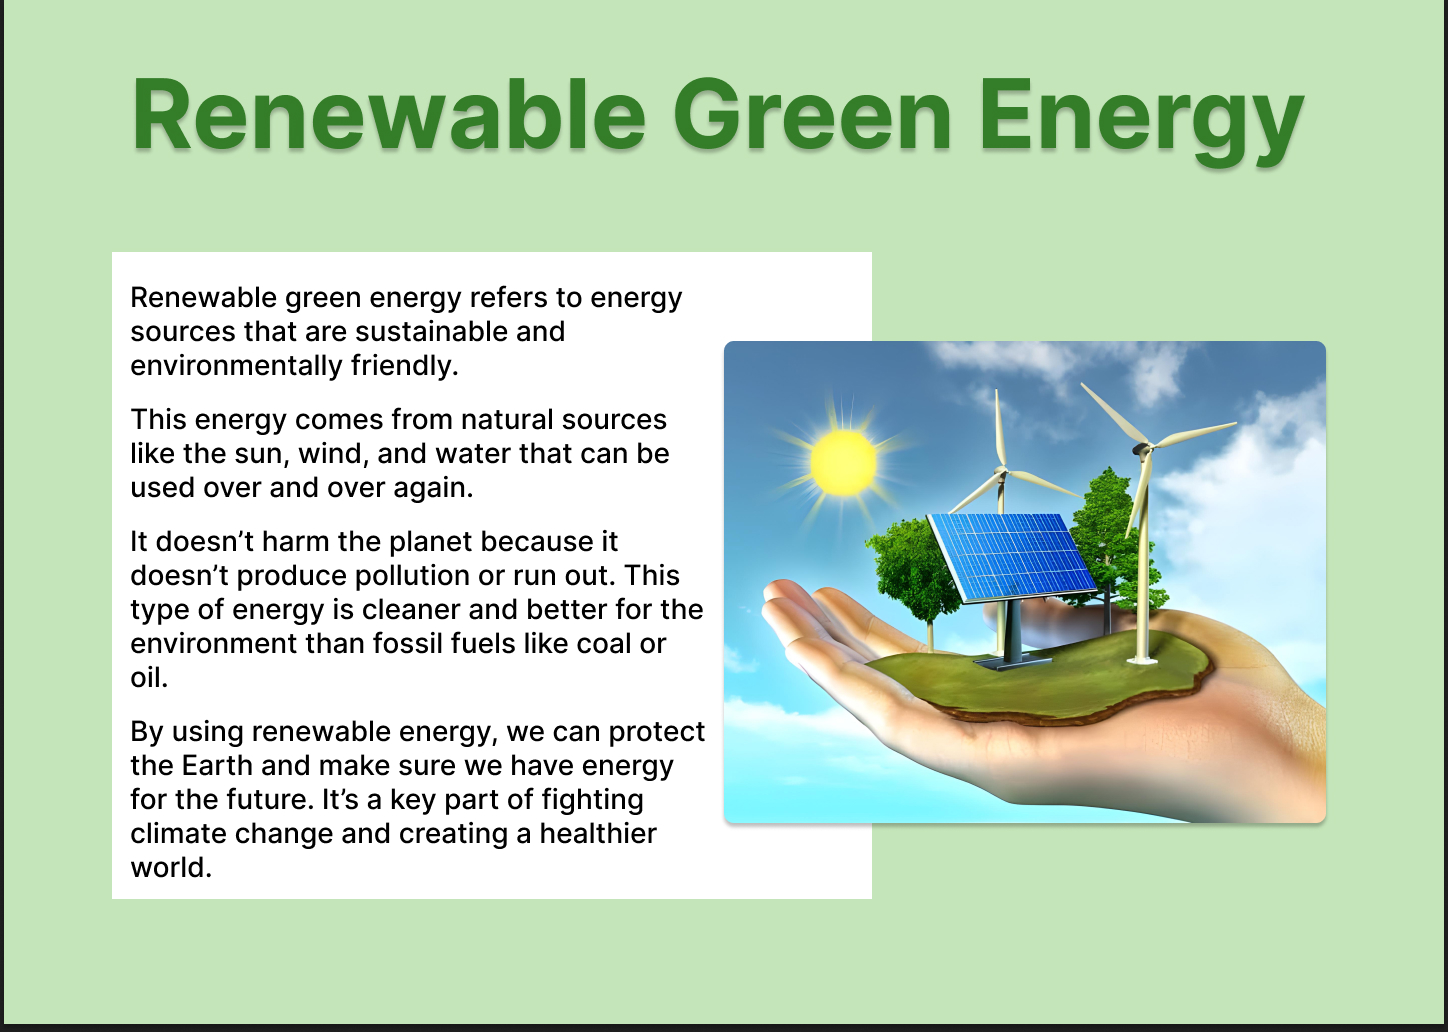 Renewable Green Energy
Renewable green energy refers to energy
sources that are sustainable and
environmentally friendly.
This energy comes from natural sources
like the sun, wind, and water that can be
used over and over again.
It doesn’t harm the planet because it
doesn’t produce pollution or run out. This
type of energy is cleaner and better for the
environment than fossil fuels like coal or
oil.
By using renewable energy, we can protect
the Earth and make sure we have energy
for the future. It’s a key part of fighting
climate change and creating a healthier
world.